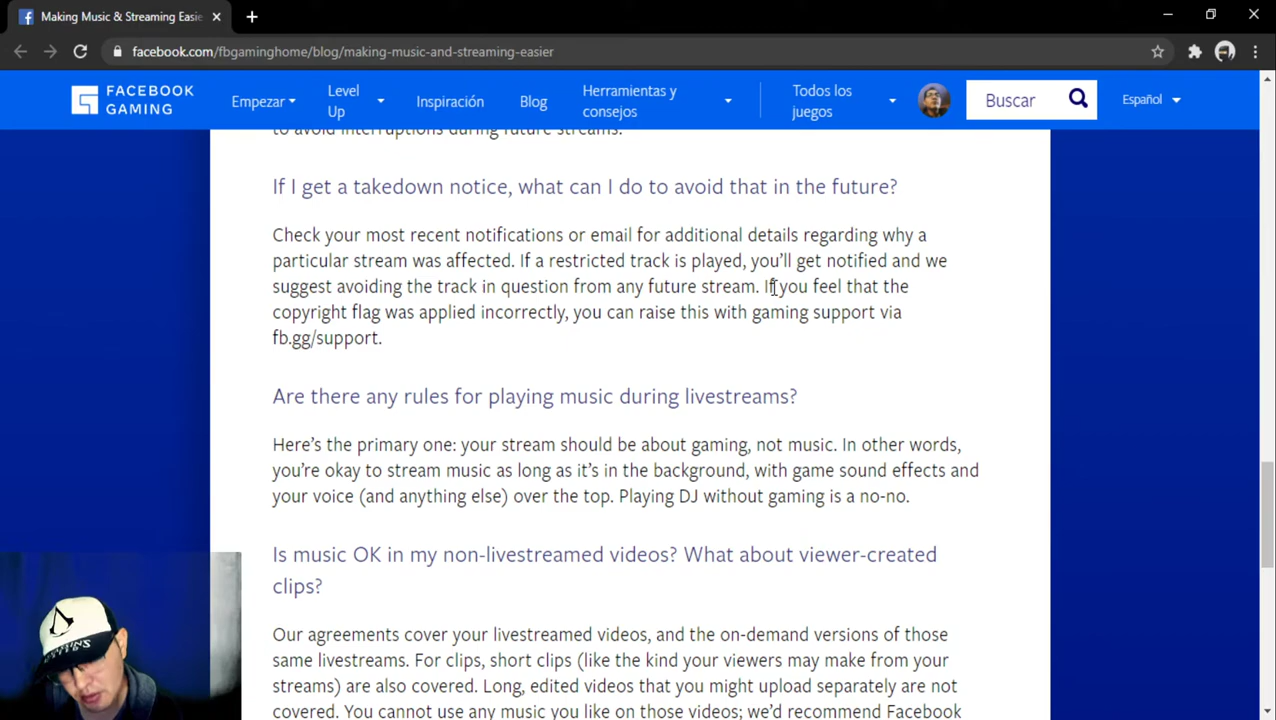 Making Music & Streaming Easie
facebook.com/fbgaminghome/blog/making-music-and-streaming-easier
FACEBOOK
GAMING
Empezar
Level
Up
Inspiración
Blog
Herramientas y
consejos
Todos los
juegos
Buscar
Español
to avoid interruptions during future streams.
If I get a takedown notice, what can I do to avoid that in the future?
Check your most recent notifications or email for additional details regarding why a
particular stream was affected. If a restricted track is played, you'll get notified and we
suggest avoiding the track in question from any future stream. If you feel that the
copyright flag was applied incorrectly, you can raise this with gaming support via
fb.gg/support.
Are there any rules for playing music during livestreams?
Here's the primary one: your stream should be about gaming, not music. In other words,
you're okay to stream music as long as it's in the background, with game sound effects and
your voice (and anything else) over the top. Playing DJ without gaming is a no-no.
Is music OK in my non-livestreamed videos? What about viewer-created
clips?
Our agreements cover your livestreamed videos, and the on-demand versions of those
same livestreams. For clips, short clips (like the kind your viewers may make from your
streams) are also covered. Long, edited videos that you might upload separately are not
covered. You cannot use any music you like on those videos; we'd recommend Facebook